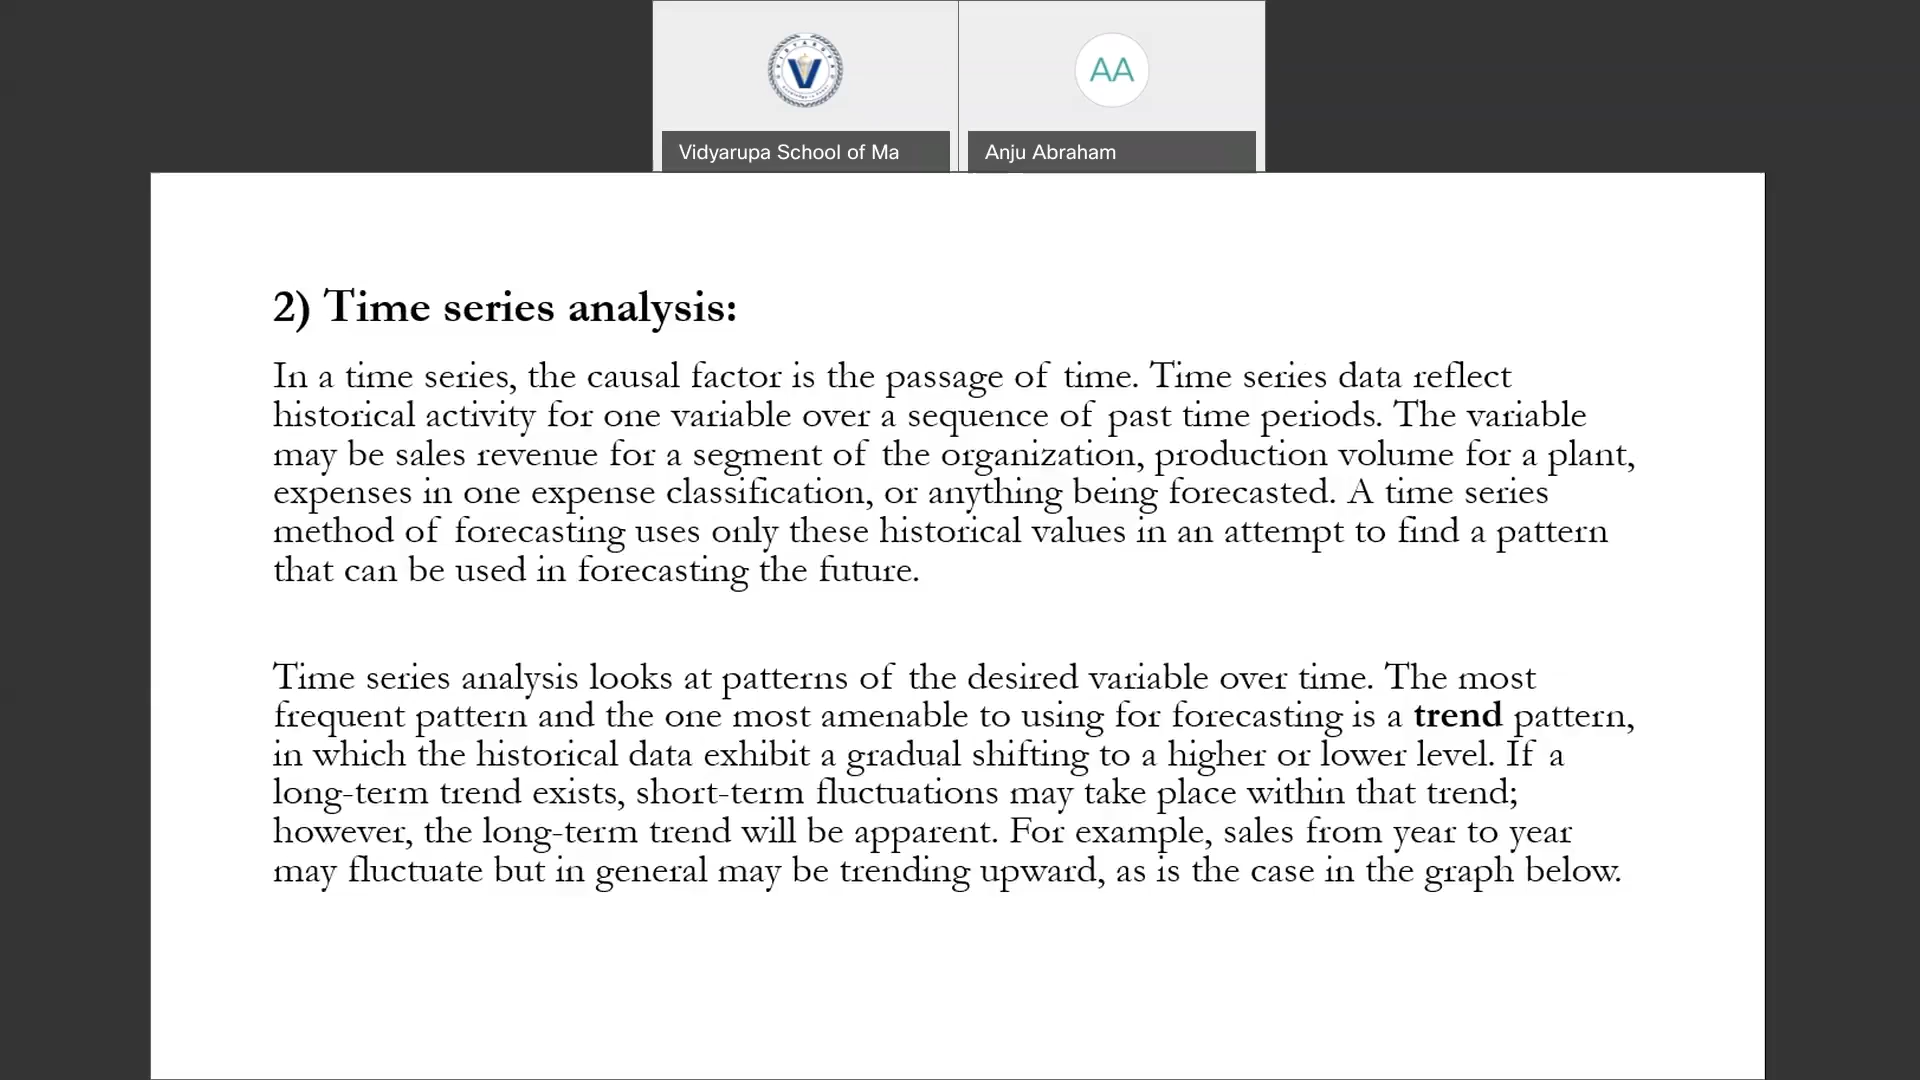 Vidyarupa School of Ma
AA
Anju Abraham
2) Time series analysis:
In a time series, the causal factor is the passage of time. Time series data reflect
historical activity for one variable over a sequence of past time periods. The variable
may be sales revenue for a segment of the organization, production volume for a plant,
expenses in one expense classification, or anything being forecasted. A time series
method of forecasting uses only these historical values in an attempt to find a pattern
that can be used in forecasting the future.
Time series analysis looks at patterns of the desired variable over time. The most
frequent pattern and the one most amenable to using for forecasting is a trend pattern,
in which the historical data exhibit a gradual shifting to a higher or lower level. If a
long-term trend exists, short-term fluctuations may take place within that trend;
however, the long-term trend will be apparent. For example, sales from year to year
may fluctuate but in general may be trending upward, as is the case in the graph below.